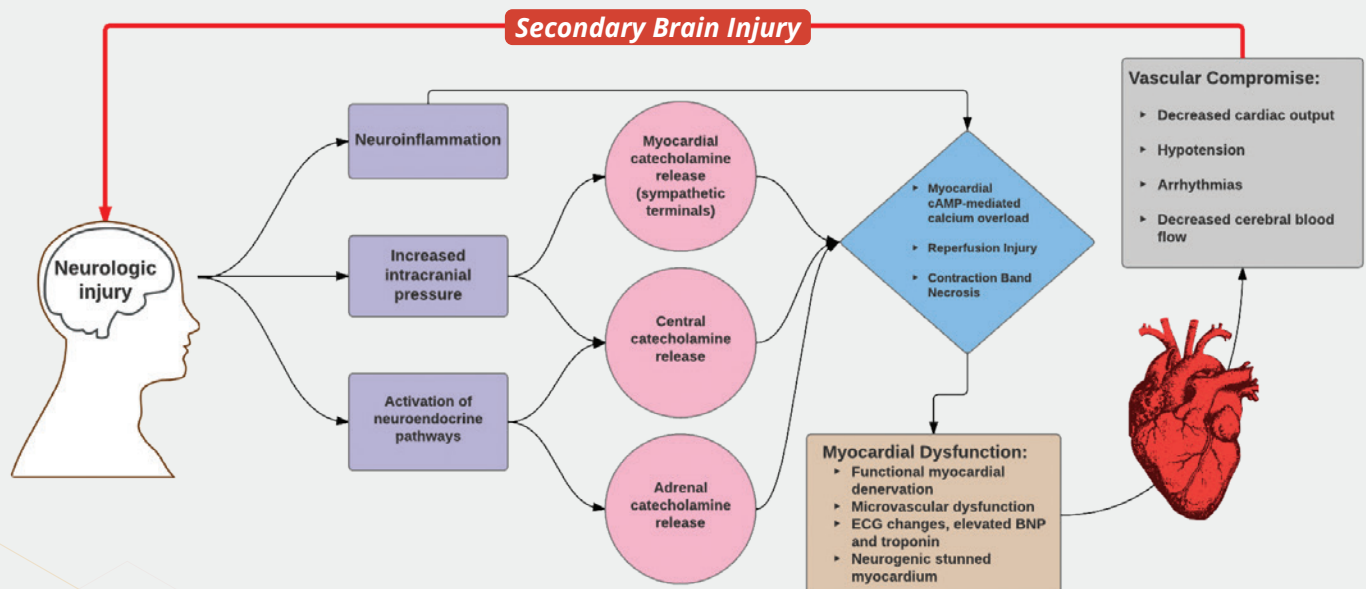 Secondary Brain Injury
Neurologic
injury
Neuroinflammation
Increased
intracranial
pressure
Activation of
neuroendocrine
pathways
Myocardial
catecholamine
release
(sympathetic
terminals)
Central
catecholamine
release
Adrenal
catecholamine
release
▸ Myocardial
cAMP-mediated
calcium overload
▸ Reperfusion Injury
▸ Contraction Band
Necrosis
Myocardial Dysfunction:
▸ Functional myocardial
denervation
▸ Microvascular dysfunction
▸ ECG changes, elevated BNP
and troponin
▸ Neurogenic stunned
myocardium
Vascular Compromise:
▸ Decreased cardiac output
▸ Hypotension
▸ Arrhythmias
▸ Decreased cerebral blood
flow